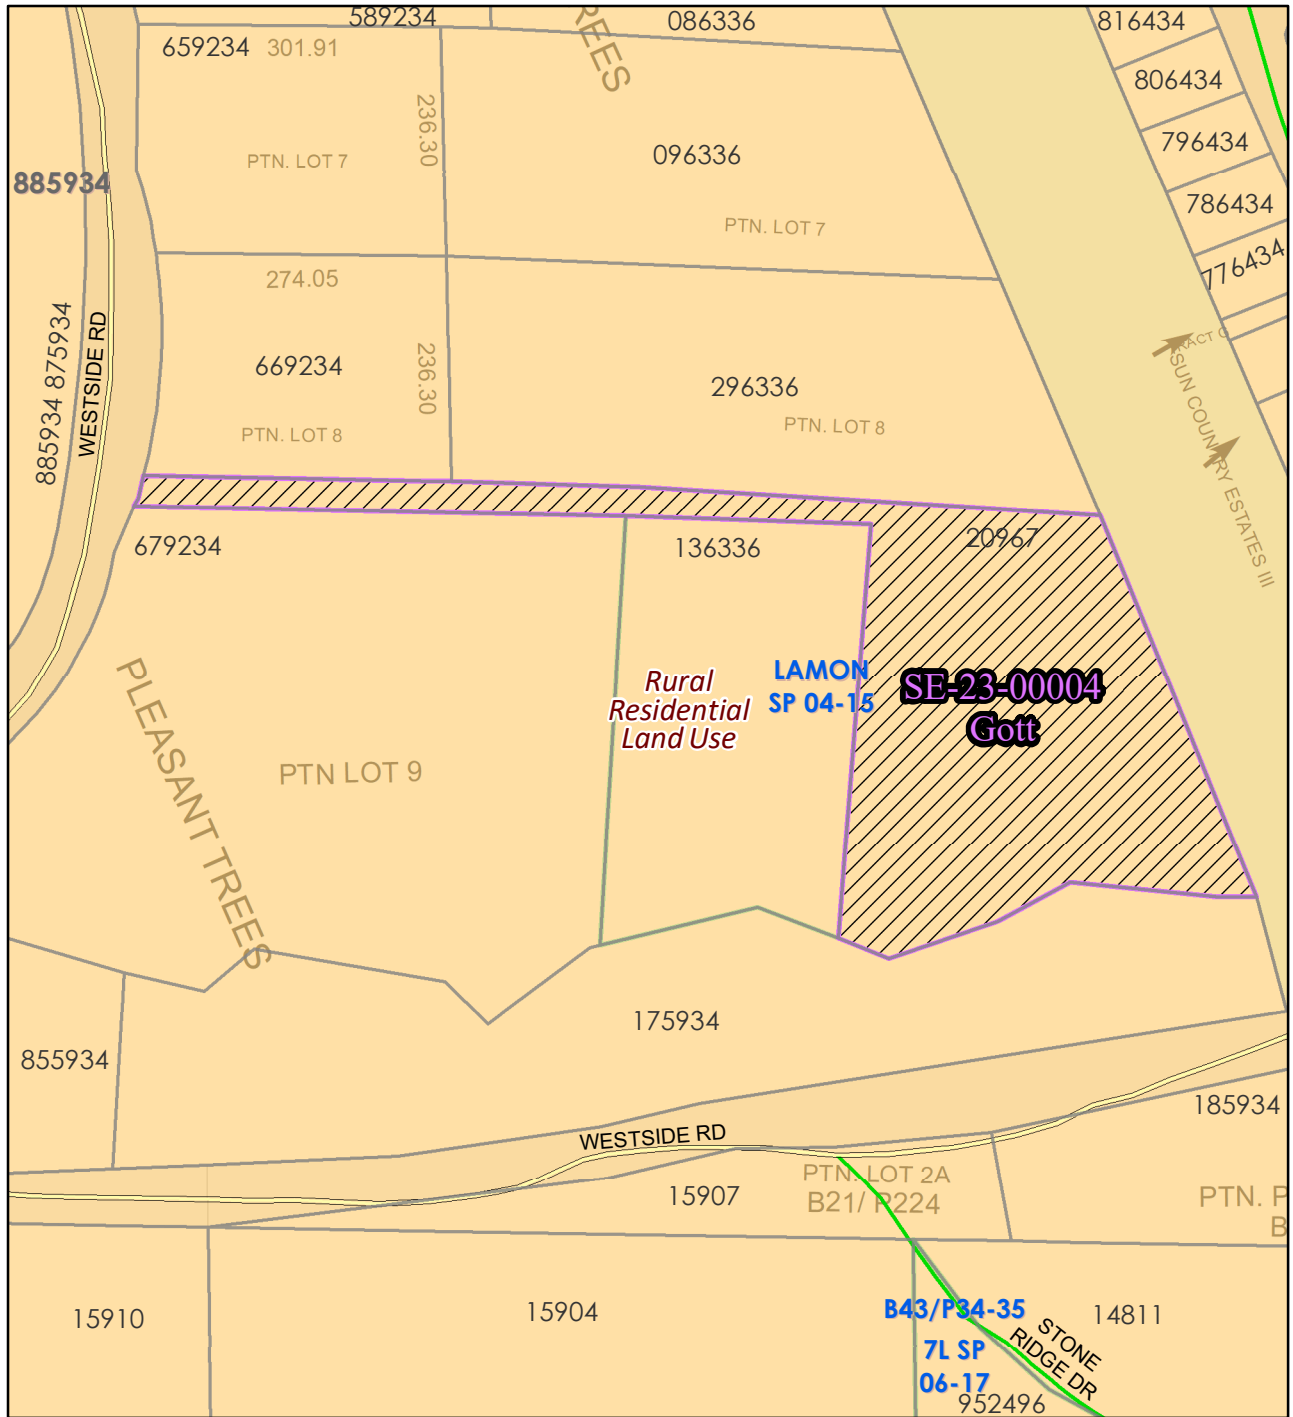 589234
086336
816434
659234
301.91
REES
806434
236.30
796434
PTN. LOT 7
096336
885934
786434
PTN. LOT 7
776434
274.05
885934 875934
WESTSIDE RD
669234
236.30
296336
RACT C
SUN COUNTRY ESTATES III
PTN. LOT 8
PTN. LOT 8
679234
136336
20967
PLEASANT TREES
Rural
Residential
Land Use
LAMON
SP 04-15
SE-23-00004
Gott
PTN LOT 9
175934
855934
185934
WESTSIDE RD
PTN. LOT 2A
B21/ P224
15907
PTN. P
B
15910
15904
B43/P34-35
7L SP
06-17
STONE
RIDGE DR
14811
952496